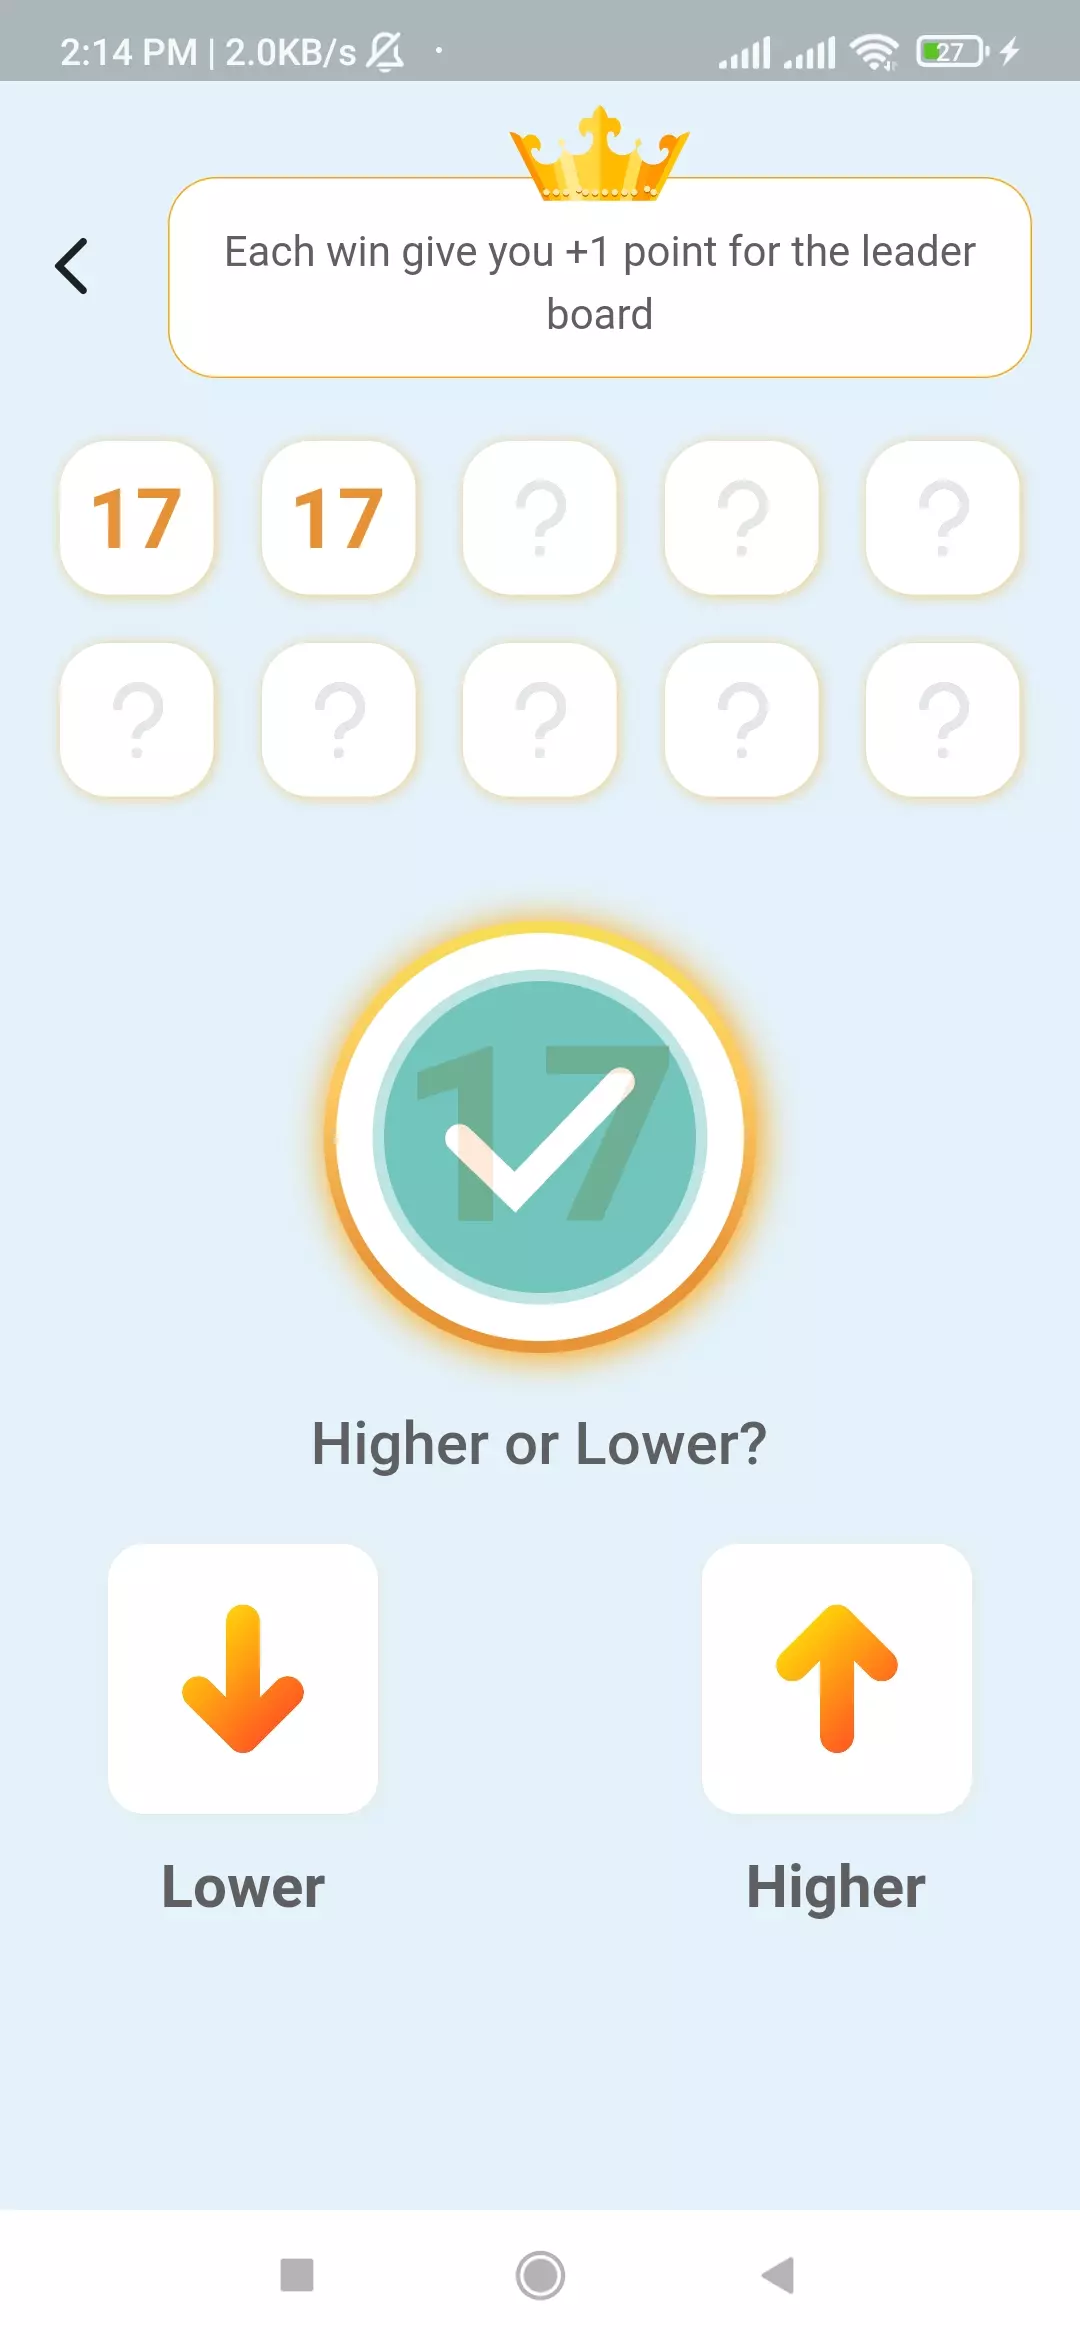 2:14 PM | 2.0KB/s
27
Each win give you +1 point for the leader
board
17 17 ? ? ?
? ? ? ? ?
17
Higher or Lower?
Lower Higher